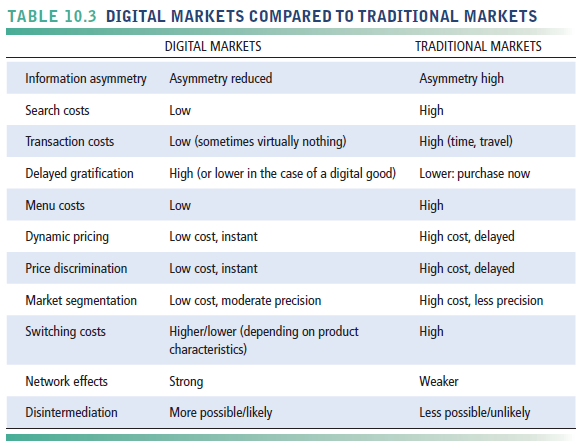 TABLE 10.3 DIGITAL MARKETS COMPARED TO TRADITIONAL MARKETS
DIGITAL MARKETS TRADITIONAL MARKETS
Information asymmetry Asymmetry reduced Asymmetry high
Search costs Low High
Transaction costs Low (sometimes virtually nothing) High (time, travel)
Delayed gratification High (or lower in the case of a digital good) Lower: purchase now
Menu costs Low High
Dynamic pricing Low cost, instant High cost, delayed
Price discrimination Low cost, instant High cost, delayed
Market segmentation Low cost, moderate precision High cost, less precision
Switching costs Higher/lower (depending on product High
characteristics)
Network effects Strong Weaker
Disintermediation More possible/likely Less possible/unlikely